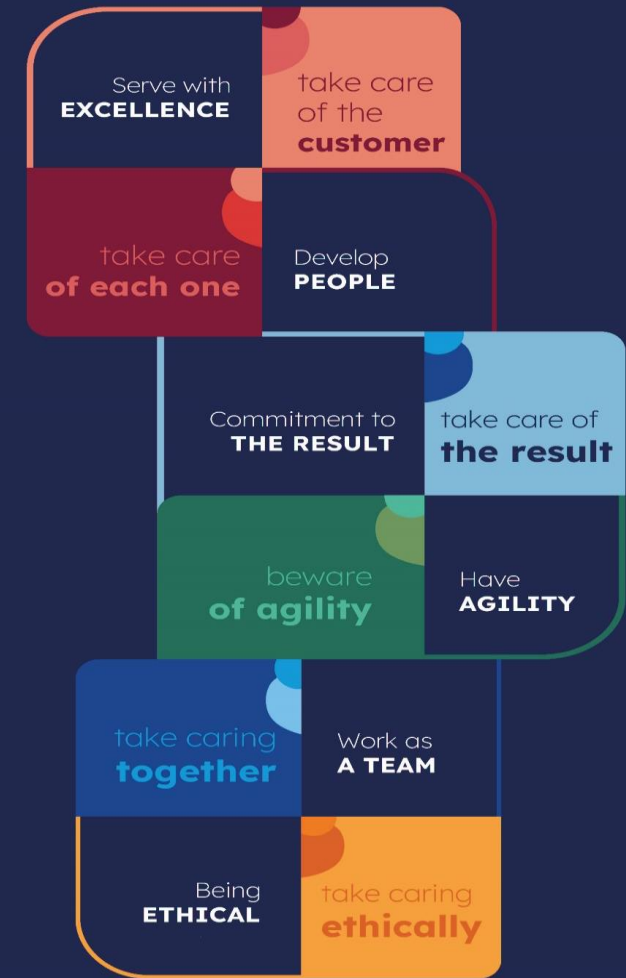 Serve with
EXCELLENCE
take care
of the
customer
take care
of each one
Develop
PEOPLE
Commitment to
THE RESULT
take care of
the result
beware
of agility
Have
AGILITY
take caring
together
Work as
A TEAM
Being
ETHICAL
take caring
ethically